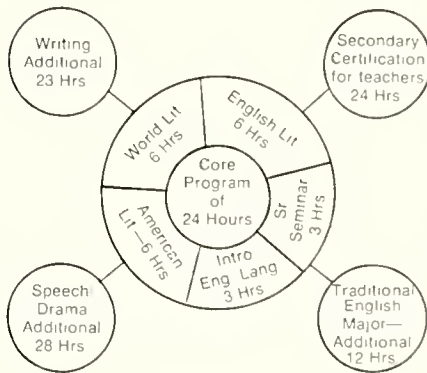 Writing
Additional
23 Hrs
Secondary
Certification
for teachers
24 Hrs
World Lit
6 Hrs
English Lit
6 Hrs
Core
Program
of
24 Hours
Sr
Seminar
3 Hrs
American
Lit—6 Hrs
Intro
Eng Lang
3 Hrs
Speech
Drama
Additional
28 Hrs
Traditional
English
Major—
Additional
12 Hrs